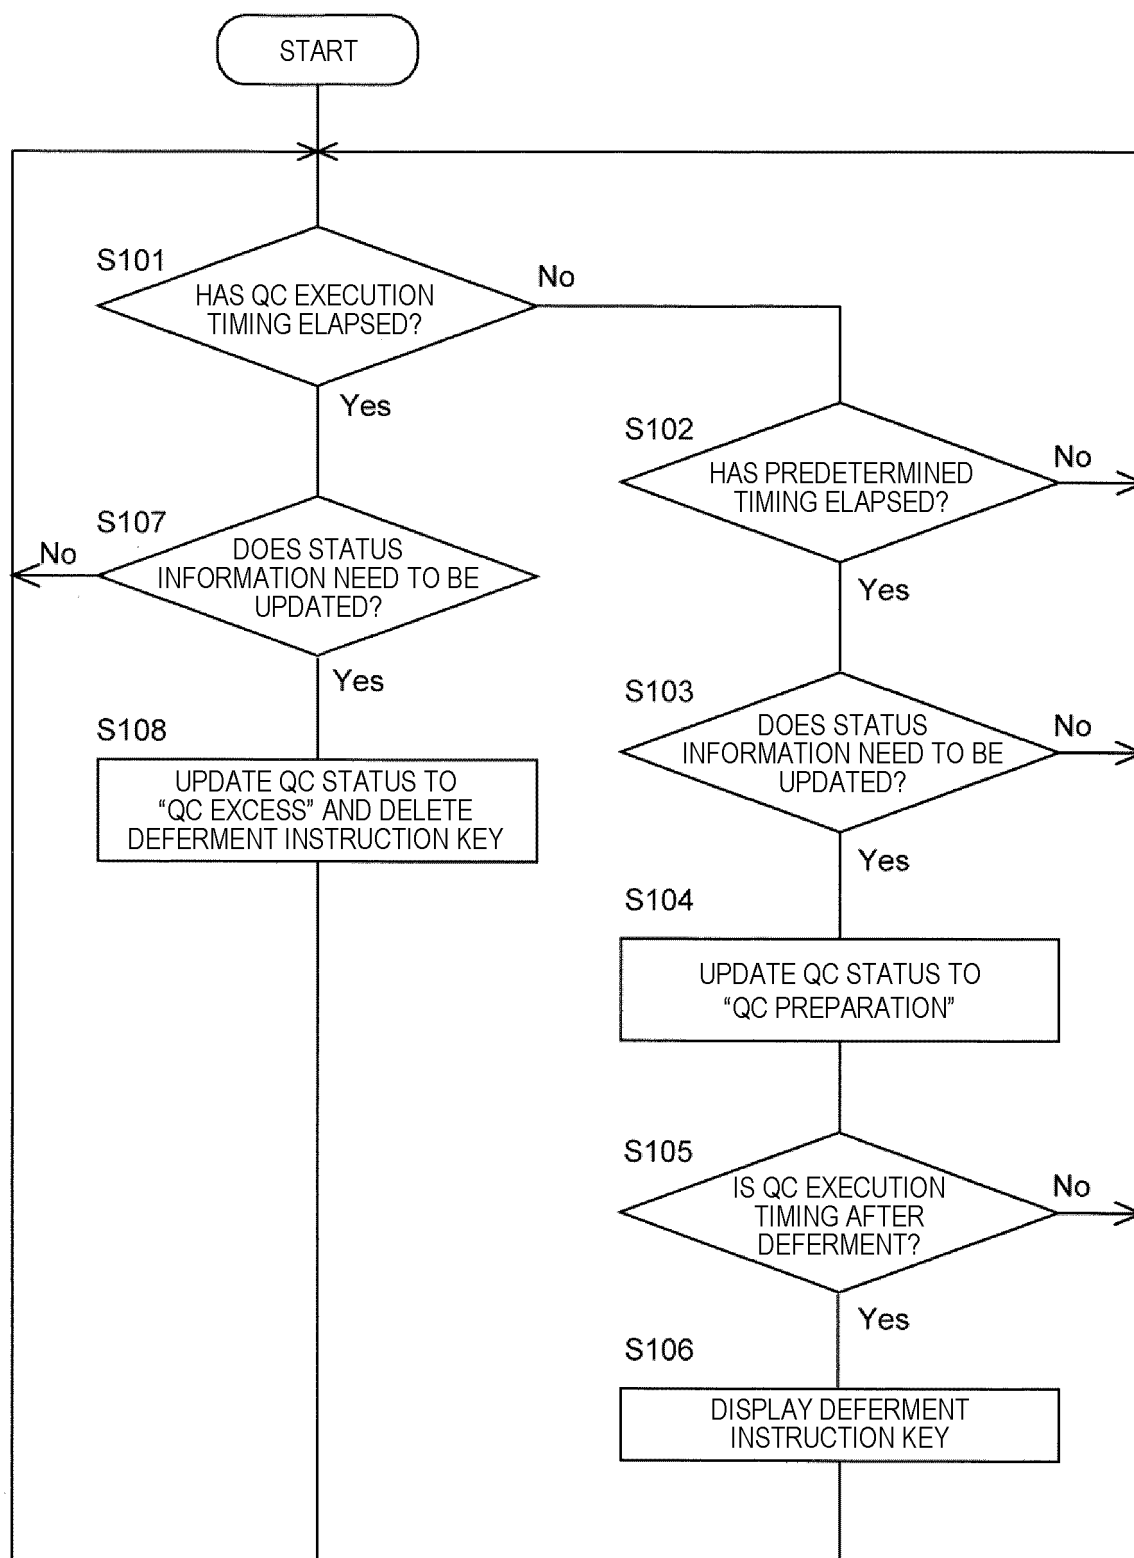 START
S101
HAS QC EXECUTION
TIMING ELAPSED?
No
Yes
S102
HAS PREDETERMINED
TIMING ELAPSED?
No
Yes
S107
No
DOES STATUS
INFORMATION NEED TO BE
UPDATED?
Yes
S103
DOES STATUS
INFORMATION NEED TO BE
UPDATED?
No
Yes
S108
UPDATE QC STATUS TO
“QC EXCESS” AND DELETE
DEFERMENT INSTRUCTION KEY
S104
UPDATE QC STATUS TO
“QC PREPARATION”
S105
IS QC EXECUTION
TIMING AFTER
DEFERMENT?
No
Yes
S106
DISPLAY DEFERMENT
INSTRUCTION KEY